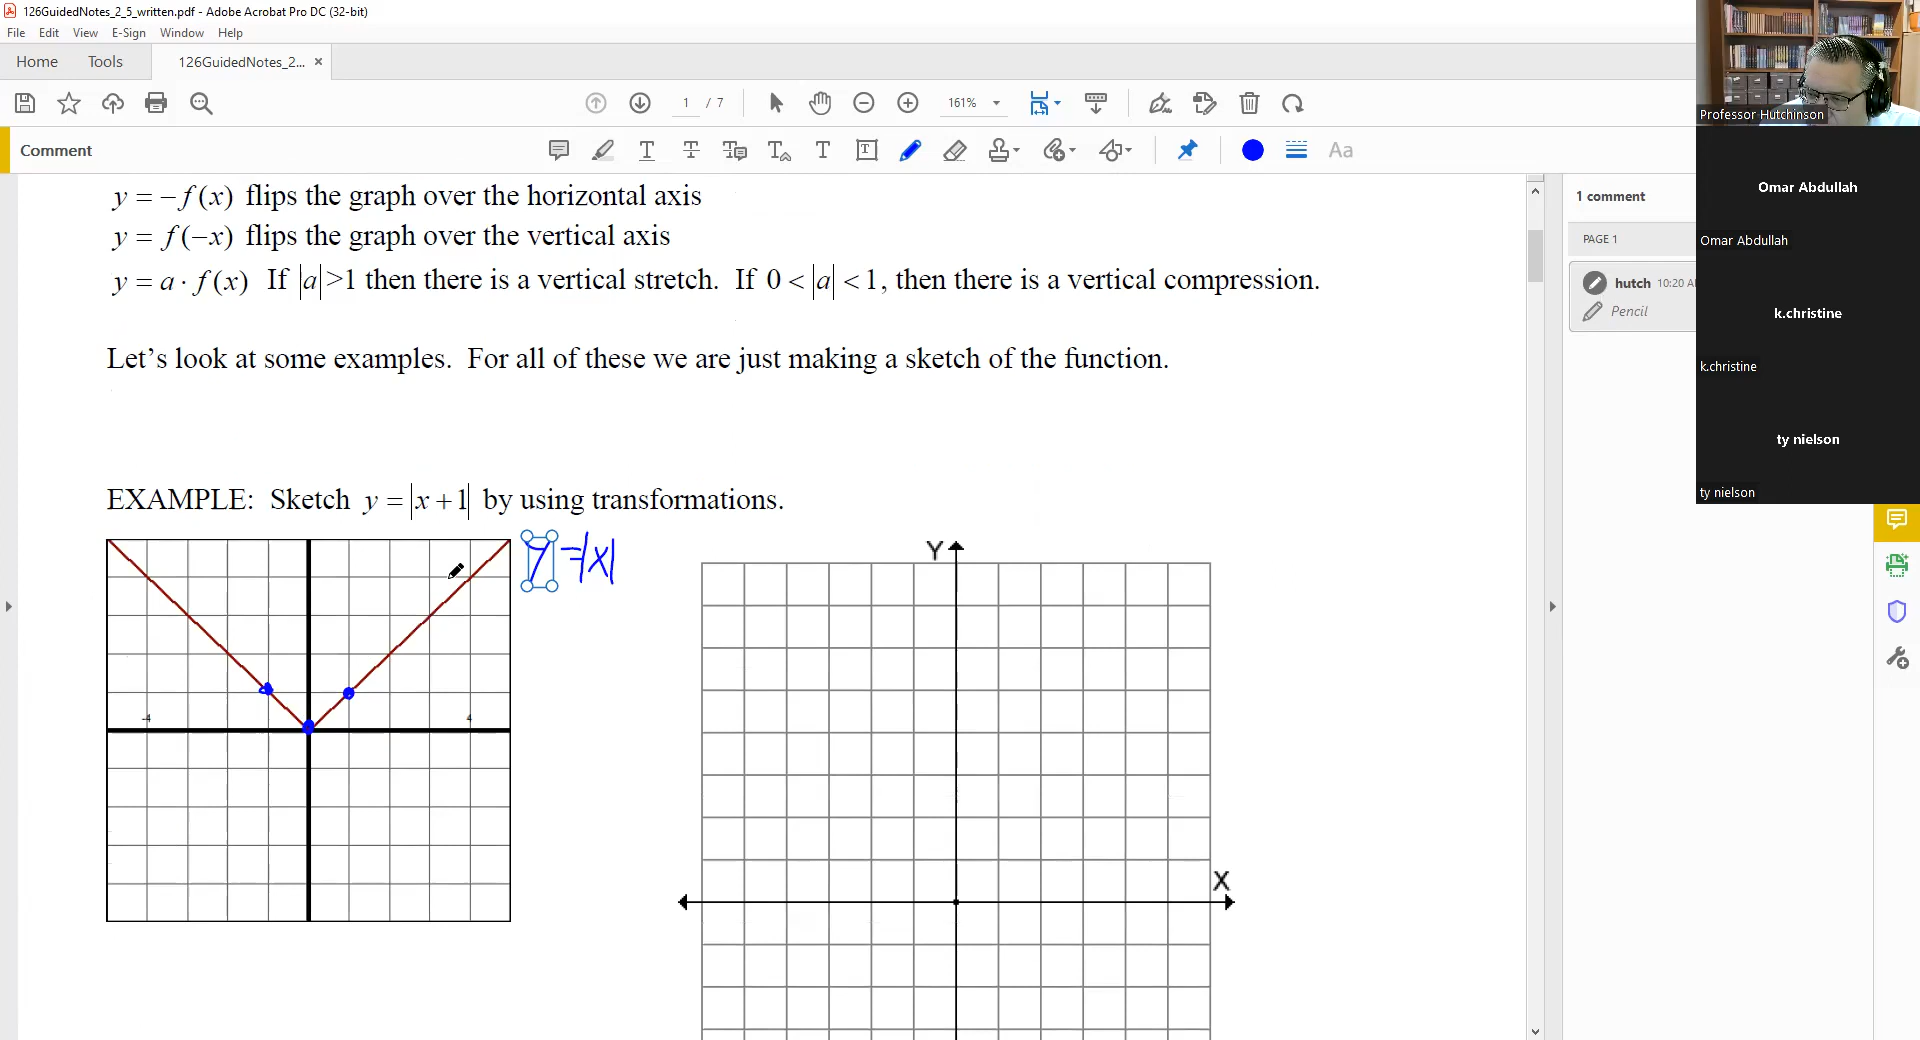 126GuidedNotes_2_5_written.pdf - Adobe Acrobat Pro DC (32-bit)
File Edit View E-Sign Window Help
Home Tools 126GuidedNotes_2... ×
1 / 7 161%
Comment
Aa
y = −f(x) flips the graph over the horizontal axis
y = f(−x) flips the graph over the vertical axis
y = a · f(x) If |a|>1 then there is a vertical stretch. If 0 < |a| < 1, then there is a vertical compression.
Let’s look at some examples. For all of these we are just making a sketch of the function.
EXAMPLE: Sketch y = |x + 1| by using transformations.
y = |x|
-4 4
Y
X
1 comment
PAGE 1
hutch 10:20
Pencil
Professor Hutchinson
Omar Abdullah
Omar Abdullah
k.christine
k.christine
ty nielson
ty nielson